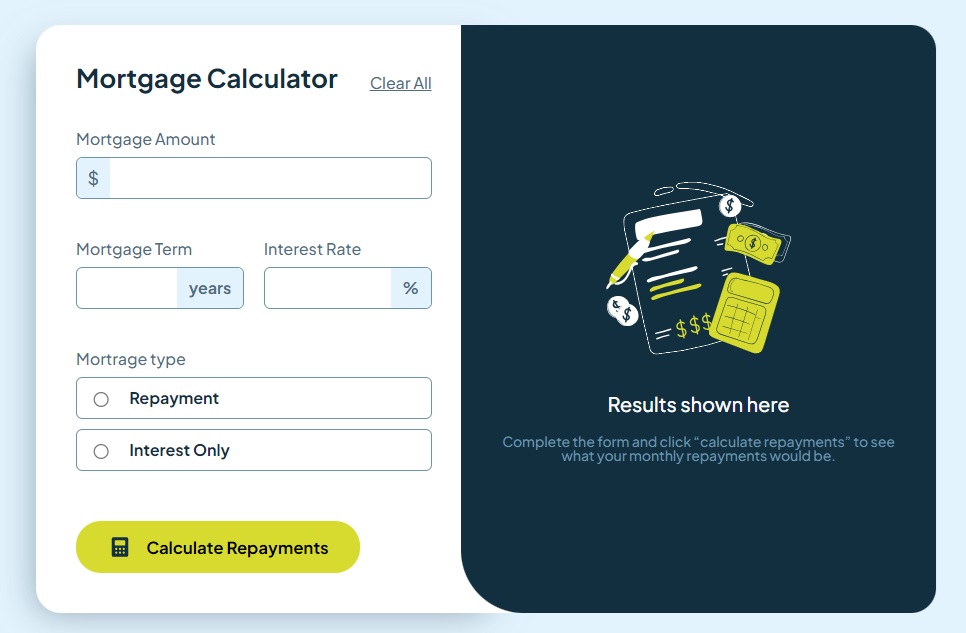 Mortgage Calculator
Clear All
Mortgage Amount
$
Mortgage Term
Interest Rate
years
%
Mortrage type
Repayment
Interest Only
Calculate Repayments
$
$
$
$
$$$
Results shown here
Complete the form and click “calculate repayments” to see
what your monthly repayments would be.